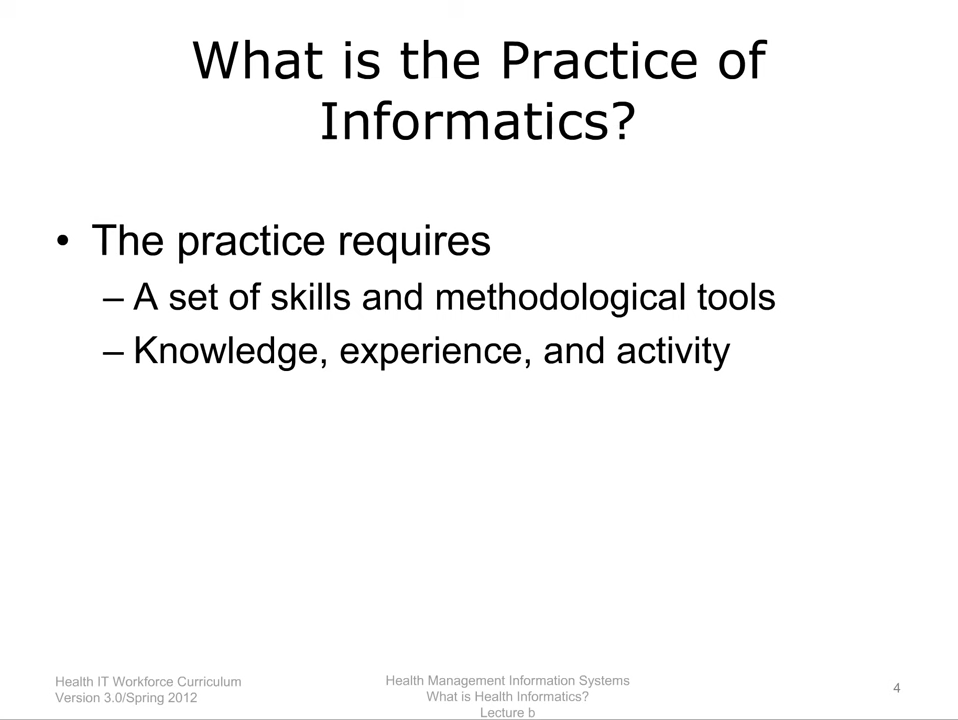 What is the Practice of
Informatics?
• The practice requires
– A set of skills and methodological tools
– Knowledge, experience, and activity
Health IT Workforce Curriculum
Version 3.0/Spring 2012
Health Management Information Systems
What is Health Informatics?
Lecture b
4